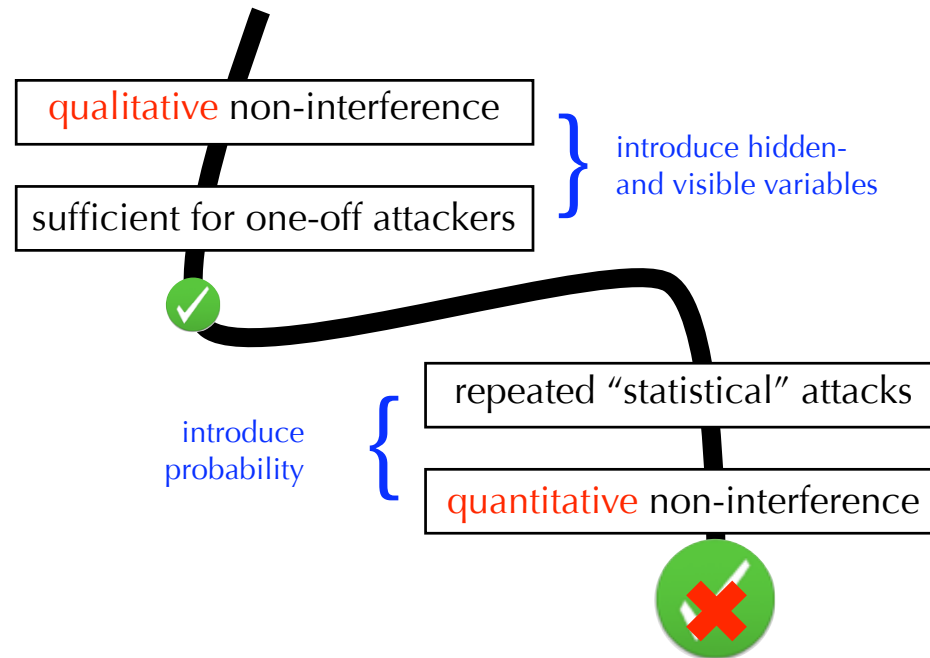 qualitative non-interference
introduce hidden-
and visible variables
sufficient for one-off attackers
repeated “statistical” attacks
introduce
probability
quantitative non-interference